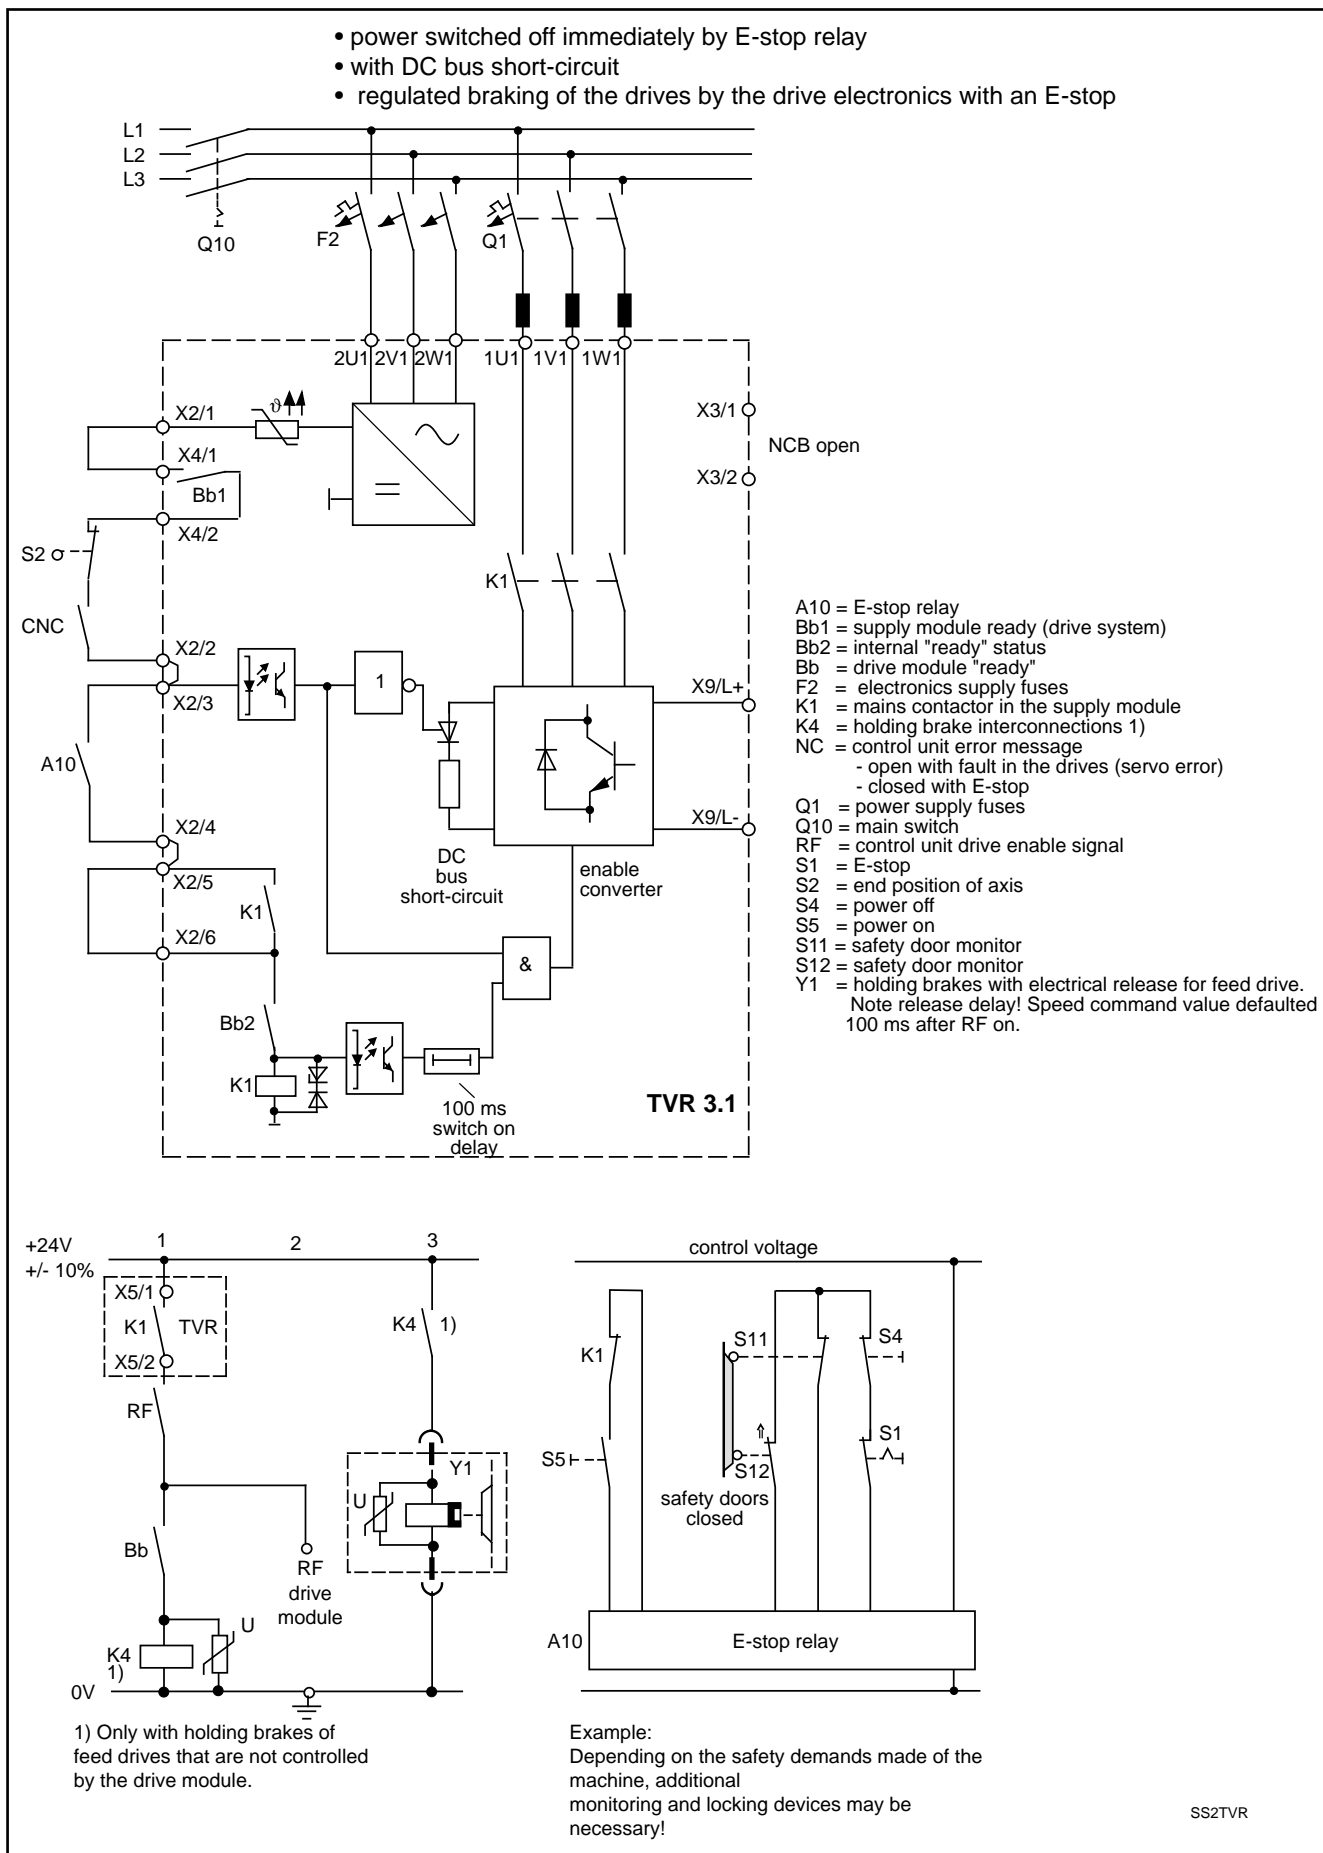 • power switched off immediately by E-stop relay
• with DC bus short-circuit
• regulated braking of the drives by the drive electronics with an E-stop
L1
L2
L3
Q10
F2
Q1
2U1 2V1 2W1
1U1 1V1 1W1
X2/1
ϑ
X4/1
Bb1
X4/2
X3/1
NCB open
X3/2
S2
CNC
K1
X2/2
X2/3
1
X9/L+
A10
X2/4
X9/L-
X2/5
DC
bus
short-circuit
enable
converter
K1
X2/6
&
Bb2
K1
100 ms
switch on
delay
TVR 3.1
A10 = E-stop relay
Bb1 = supply module ready (drive system)
Bb2 = internal "ready" status
Bb = drive module "ready"
F2 = electronics supply fuses
K1 = mains contactor in the supply module
K4 = holding brake interconnections 1)
NC = control unit error message
- open with fault in the drives (servo error)
- closed with E-stop
Q1 = power supply fuses
Q10 = main switch
RF = control unit drive enable signal
S1 = E-stop
S2 = end position of axis
S4 = power off
S5 = power on
S11 = safety door monitor
S12 = safety door monitor
Y1 = holding brakes with electrical release for feed drive.
Note release delay! Speed command value defaulted
100 ms after RF on.
+24V
+/- 10%
1
2
3
X5/1
K1 TVR
X5/2
RF
K4 1)
Y1
U
Bb
RF
drive
module
U
K4
1)
0V
control voltage
K1
S11
S4
S5
S12
S1
safety doors
closed
A10
E-stop relay
1) Only with holding brakes of
feed drives that are not controlled
by the drive module.
Example:
Depending on the safety demands made of the
machine, additional
monitoring and locking devices may be
necessary!
SS2TVR